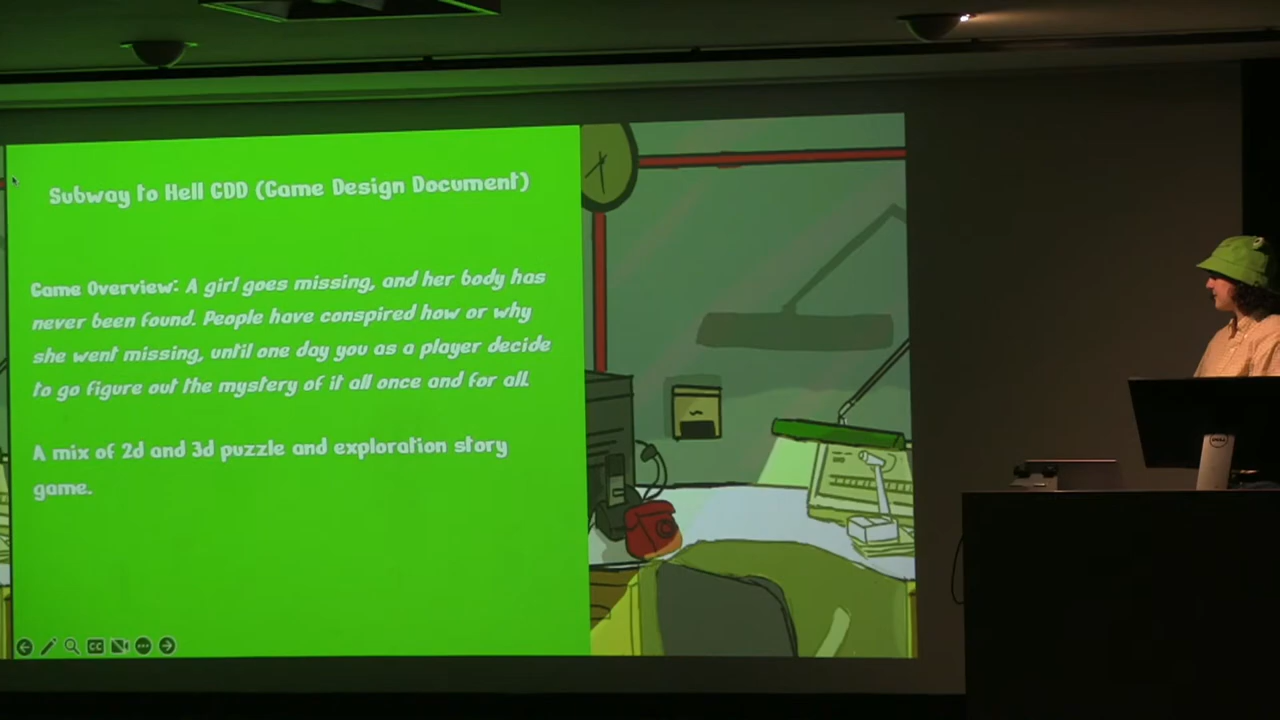 Subway to Hell GDD (Game Design Document)
Game Overview: A girl goes missing, and her body has
never been found. People have conspired how or why
she went missing, until one day you as a player decide
to go figure out the mystery of it all once and for all.
A mix of 2d and 3d puzzle and exploration story
game.
CC
DELL